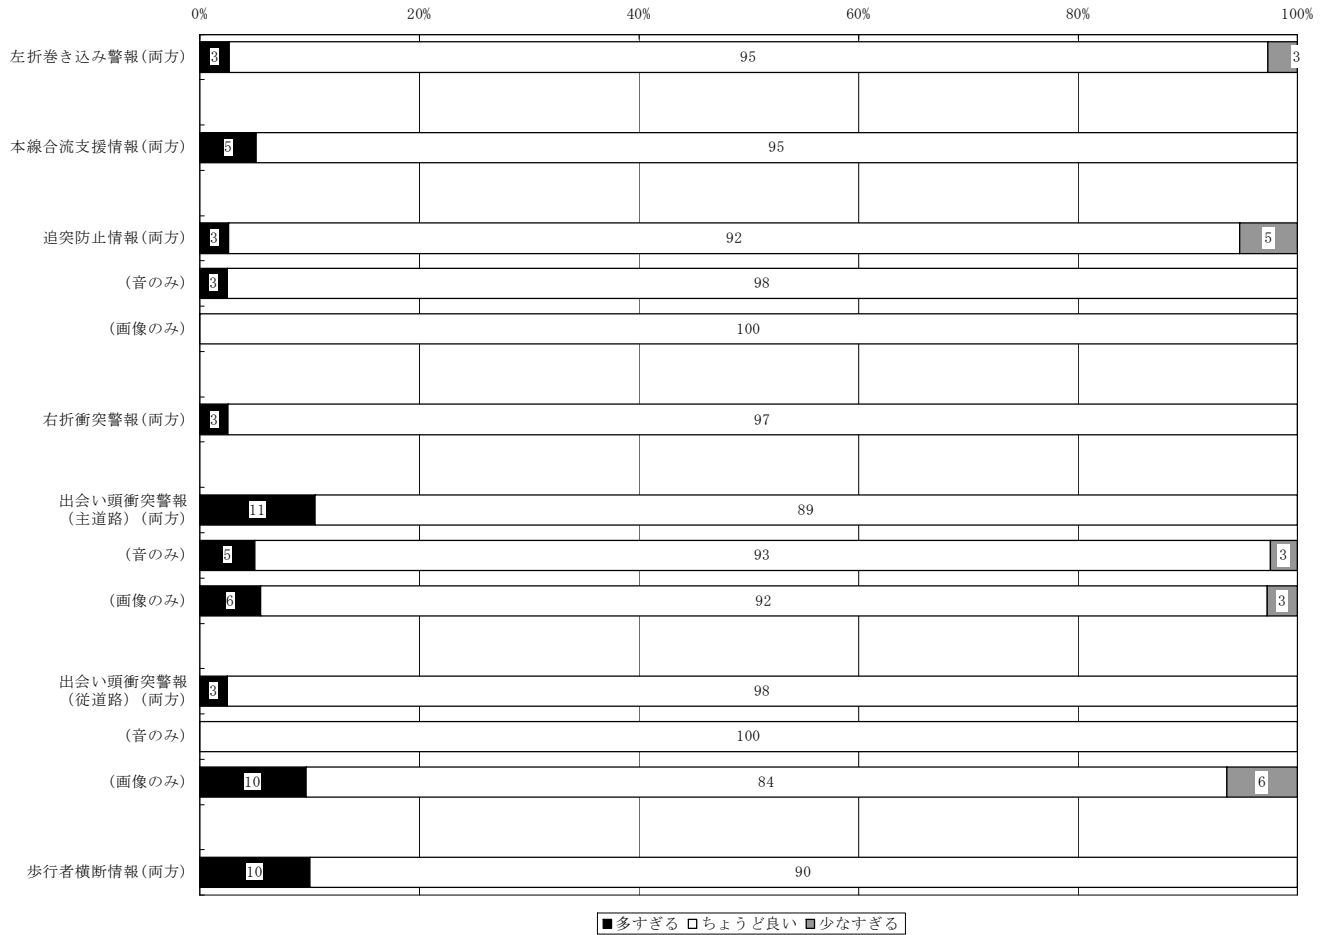 0% 20% 40% 60% 80% 100%
左折巻き込み警報(両方) 3 95 3
本線合流支援情報(両方) 5 95
追突防止情報(両方) 3 92 5
(音のみ) 3 98
(画像のみ) 100
右折衝突警報(両方) 3 97
出会い頭衝突警報
(主道路)(両方) 11 89
(音のみ) 5 93 3
(画像のみ) 6 92 3
出会い頭衝突警報
(従道路)(両方) 3 98
(音のみ) 100
(画像のみ) 10 84 6
歩行者横断情報(両方) 10 90
多すぎる ちょうど良い 少なすぎる